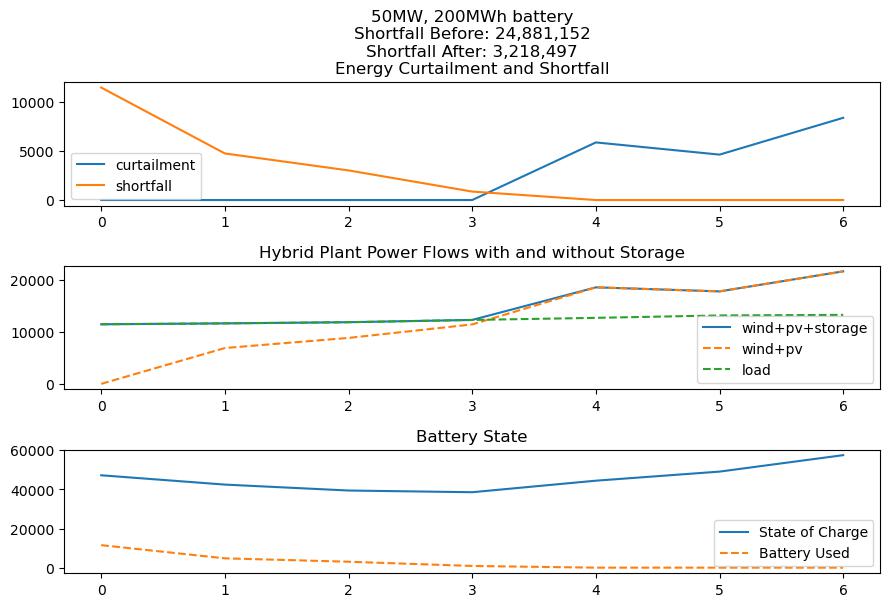 50MW, 200MWh battery
Shortfall Before: 24,881,152
Shortfall After: 3,218,497
Energy Curtailment and Shortfall
10000
5000
0
curtailment
shortfall
0 1 2 3 4 5 6
Hybrid Plant Power Flows with and without Storage
20000
10000
0
wind+pv+storage
wind+pv
load
0 1 2 3 4 5 6
Battery State
60000
40000
20000
0
State of Charge
Battery Used
0 1 2 3 4 5 6